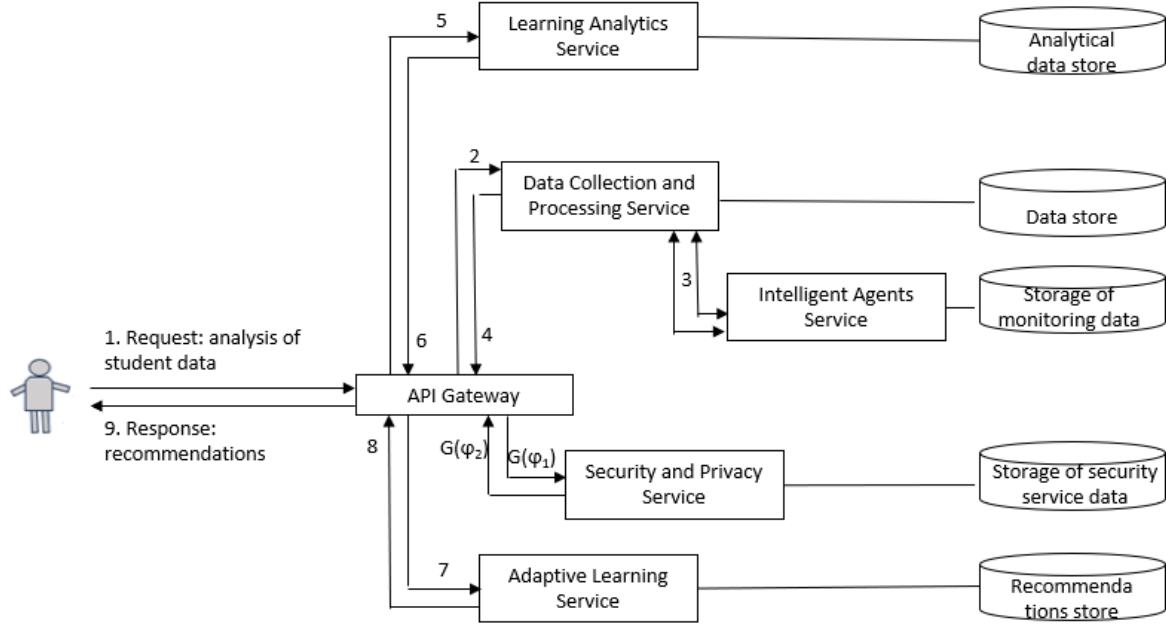 5
Learning Analytics
Service
Analytical
data store
2
Data Collection and
Processing Service
Data store
3
Intelligent Agents
Service
Storage of
monitoring data
1. Request: analysis of
student data
6
4
API Gateway
9. Response:
recommendations
8
G(φ₂)
G(φ₁)
Security and Privacy
Service
Storage of security
service data
7
Adaptive Learning
Service
Recommenda
tions store